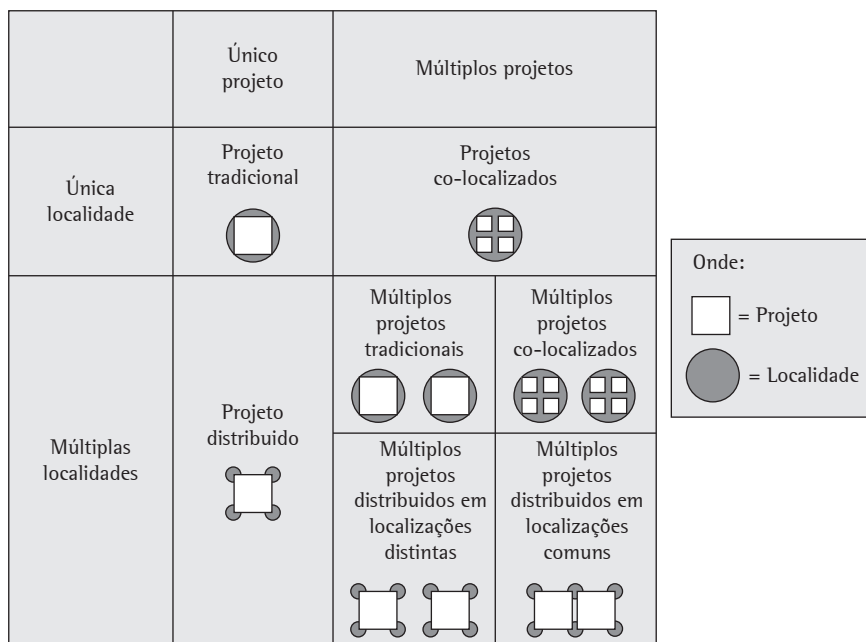 Único
projeto
Múltiplos projetos
Única
localidade
Projeto
tradicional
Projetos
co-localizados
Múltiplas
localidades
Projeto
distribuido
Múltiplos
projetos
tradicionais
Múltiplos
projetos
co-localizados
Múltiplos
projetos
distribuidos em
localizações
distintas
Múltiplos
projetos
distribuidos em
localizações
comuns
Onde:
= Projeto
= Localidade